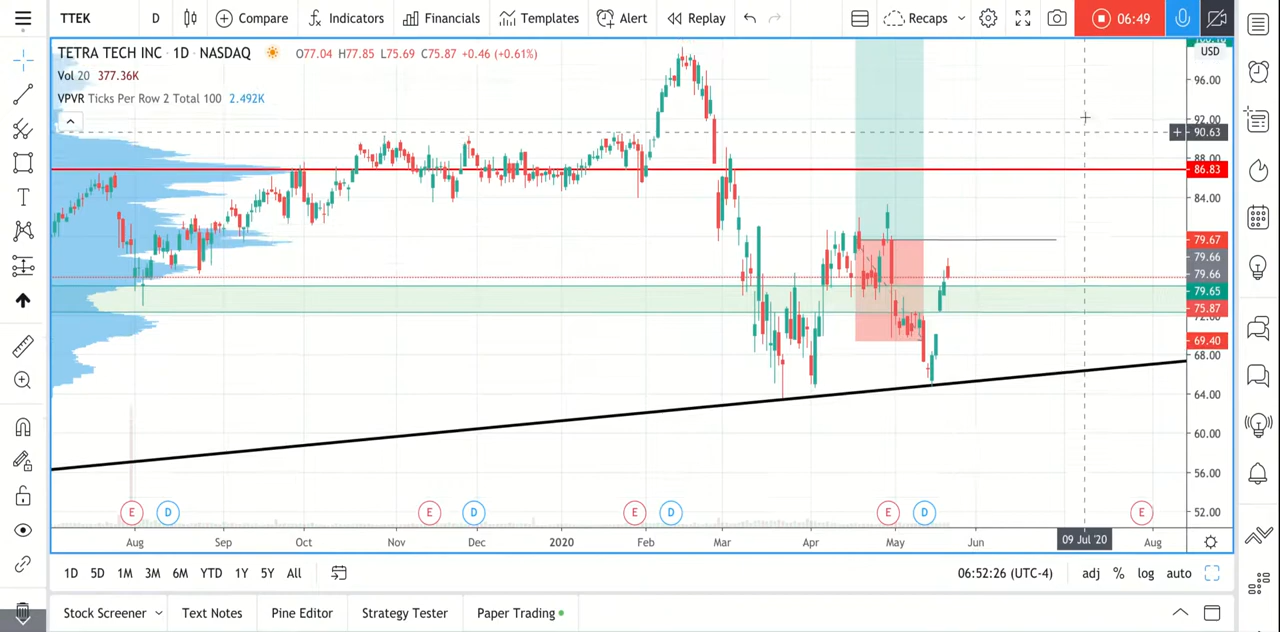 TTEK D Compare Indicators Financials Templates Alert Replay Recaps 06:49
TETRA TECH INC · 1D · NASDAQ O77.04 H77.85 L75.69 C75.87 +0.46 (+0.61%)
Vol 20 377.36K
VPVR Ticks Per Row 2 Total 100 2.492K
USD
96.00
92.00
90.63
88.00
86.83
84.00
79.67
79.66
79.66
79.65
75.87
72.00
69.40
68.00
64.00
60.00
56.00
52.00
E D E D E D E D E
Aug Sep Oct Nov Dec 2020 Feb Mar Apr May Jun 09 Jul '20 Aug
1D 5D 1M 3M 6M YTD 1Y 5Y All 06:52:26 (UTC-4) adj % log auto
Stock Screener Text Notes Pine Editor Strategy Tester Paper Trading